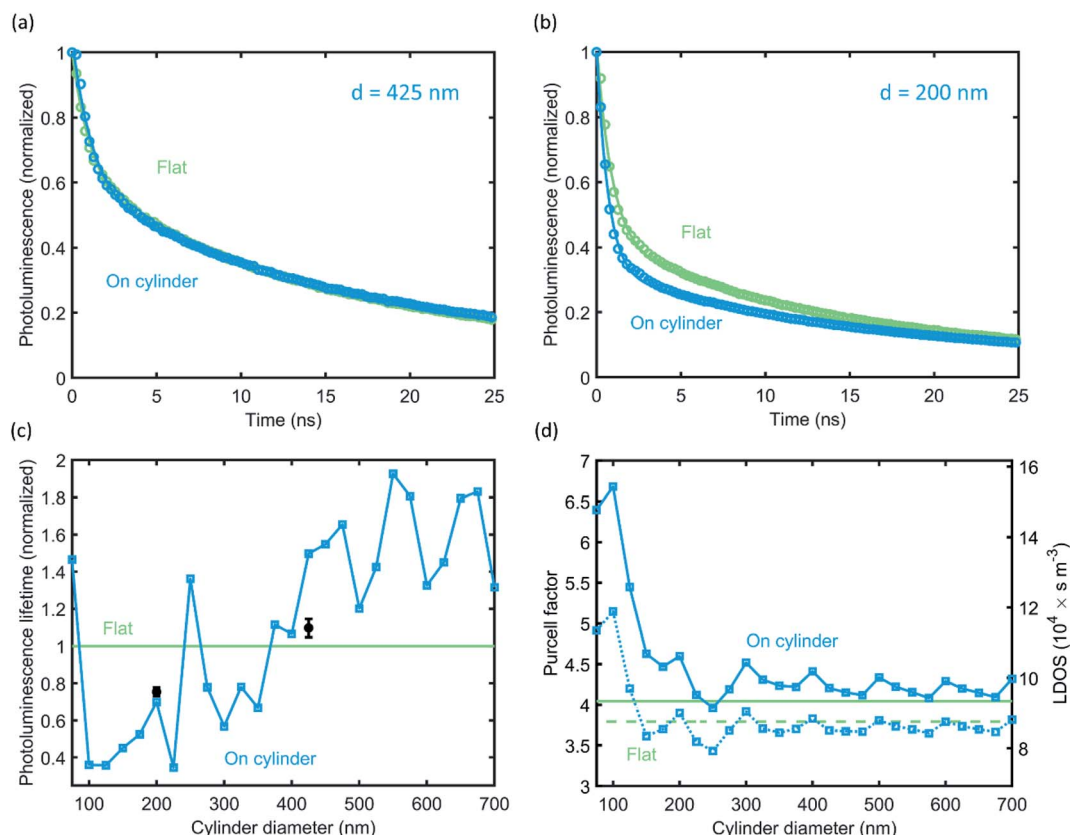 (a)
Photoluminescence (normalized)
1
0.8
0.6
0.4
0.2
0
d = 425 nm
Flat
On cylinder
0 5 10 15 20 25
Time (ns)
(b)
Photoluminescence (normalized)
1
0.8
0.6
0.4
0.2
0
d = 200 nm
Flat
On cylinder
0 5 10 15 20 25
Time (ns)
(c)
Photoluminescence lifetime (normalized)
2
1.8
1.6
1.4
1.2
1
0.8
0.6
0.4
Flat
On cylinder
100 200 300 400 500 600 700
Cylinder diameter (nm)
(d)
Purcell factor
7
6.5
6
5.5
5
4.5
4
3.5
3
On cylinder
Flat
16
14
12
10
8
LDOS (10⁴ × s m⁻³)
100 200 300 400 500 600 700
Cylinder diameter (nm)